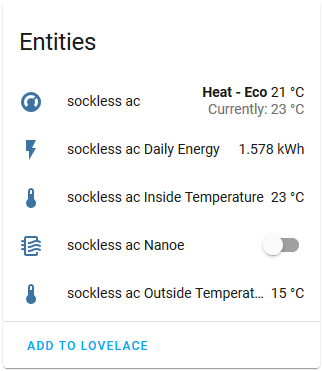 Entities
sockless ac Heat - Eco 21 °C
Currently: 23 °C
sockless ac Daily Energy 1.578 kWh
sockless ac Inside Temperature 23 °C
sockless ac Nanoe
sockless ac Outside Temperat... 15 °C
ADD TO LOVELACE